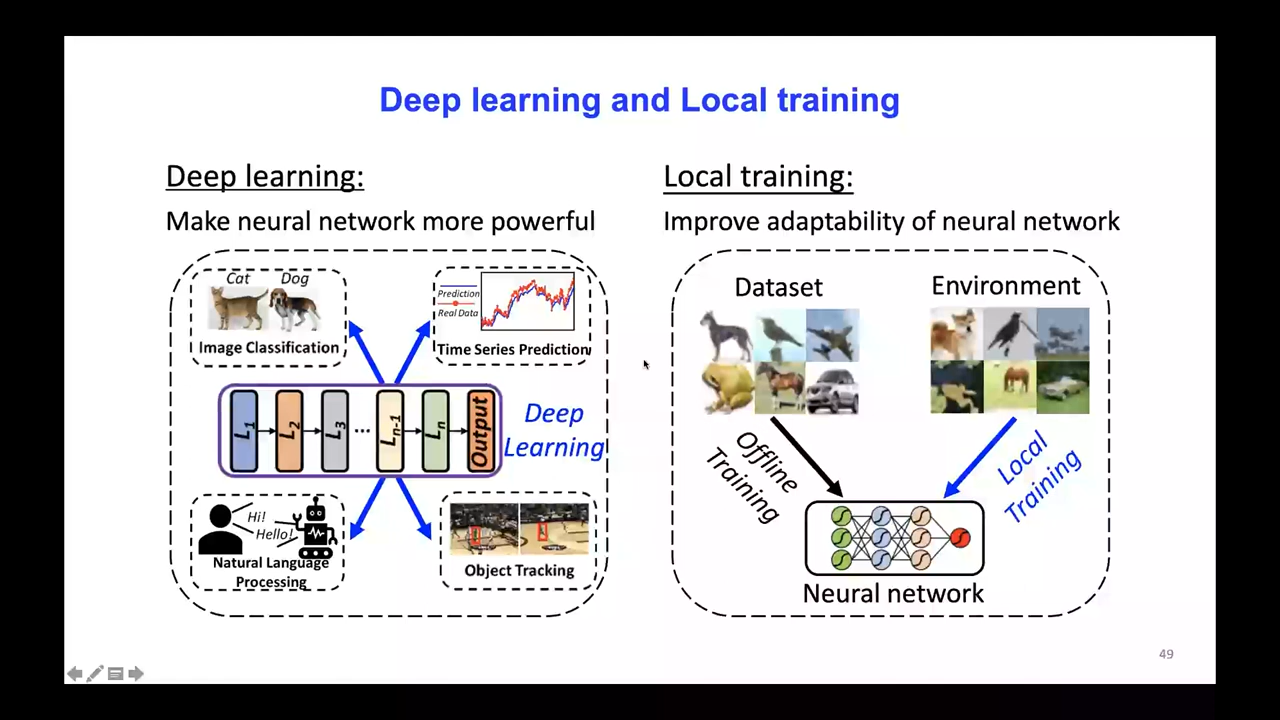 Deep learning and Local training
Deep learning:
Make neural network more powerful
Cat Dog
Image Classification
Prediction
Real Data
Time Series Prediction
L1 L2 L3 ... Ln-1 Ln Output
Deep
Learning
Hi!
Hello!
Natural Language
Processing
Object Tracking
Local training:
Improve adaptability of neural network
Dataset
Environment
Offline
Training
Local
Training
Neural network
49